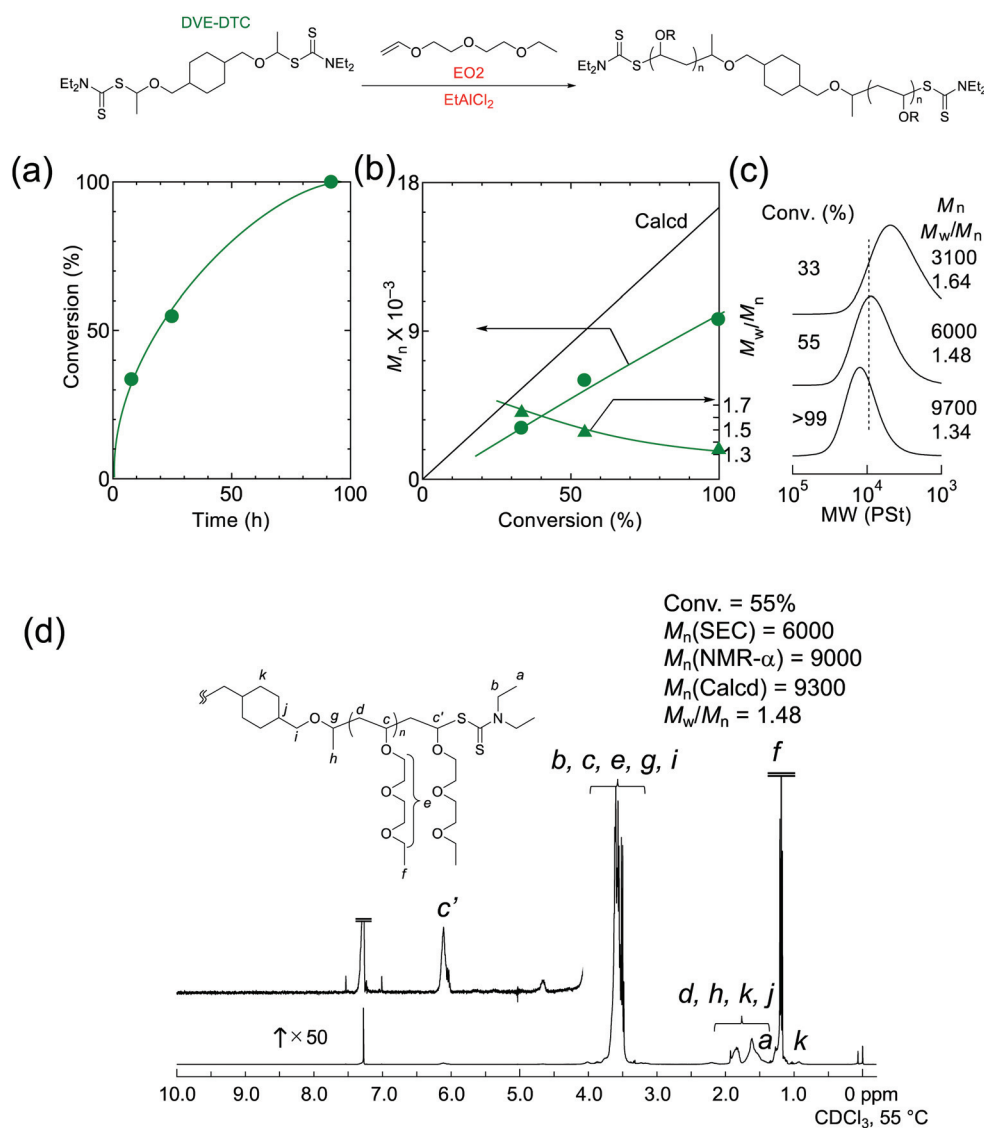 DVE-DTC
Et₂N
S
S
O
O
S
S
NEt₂
O
O
O
EO2
EtAlCl₂
Et₂N
S
S
OR
n
O
O
n
OR
S
S
NEt₂
(a)
Conversion (%)
100
50
0
0
50
100
Time (h)
(b)
Mn X 10⁻³
18
9
0
Calcd
Mw/Mn
1.7
1.5
1.3
0
50
100
Conversion (%)
(c)
Conv. (%)
Mn
Mw/Mn
33
3100
1.64
55
6000
1.48
>99
9700
1.34
10⁵
10⁴
10³
MW (PSt)
(d)
Conv. = 55%
Mn(SEC) = 6000
Mn(NMR-α) = 9000
Mn(Calcd) = 9300
Mw/Mn = 1.48
k
j
i
O
g
h
d
c
n
c'
S
S
N
b
a
O
O
O
O
O
O
e
f
b, c, e, g, i
f
c'
d, h, k, j
a
k
↑×50
10.0 9.0 8.0 7.0 6.0 5.0 4.0 3.0 2.0 1.0 0 ppm
CDCl₃, 55 °C